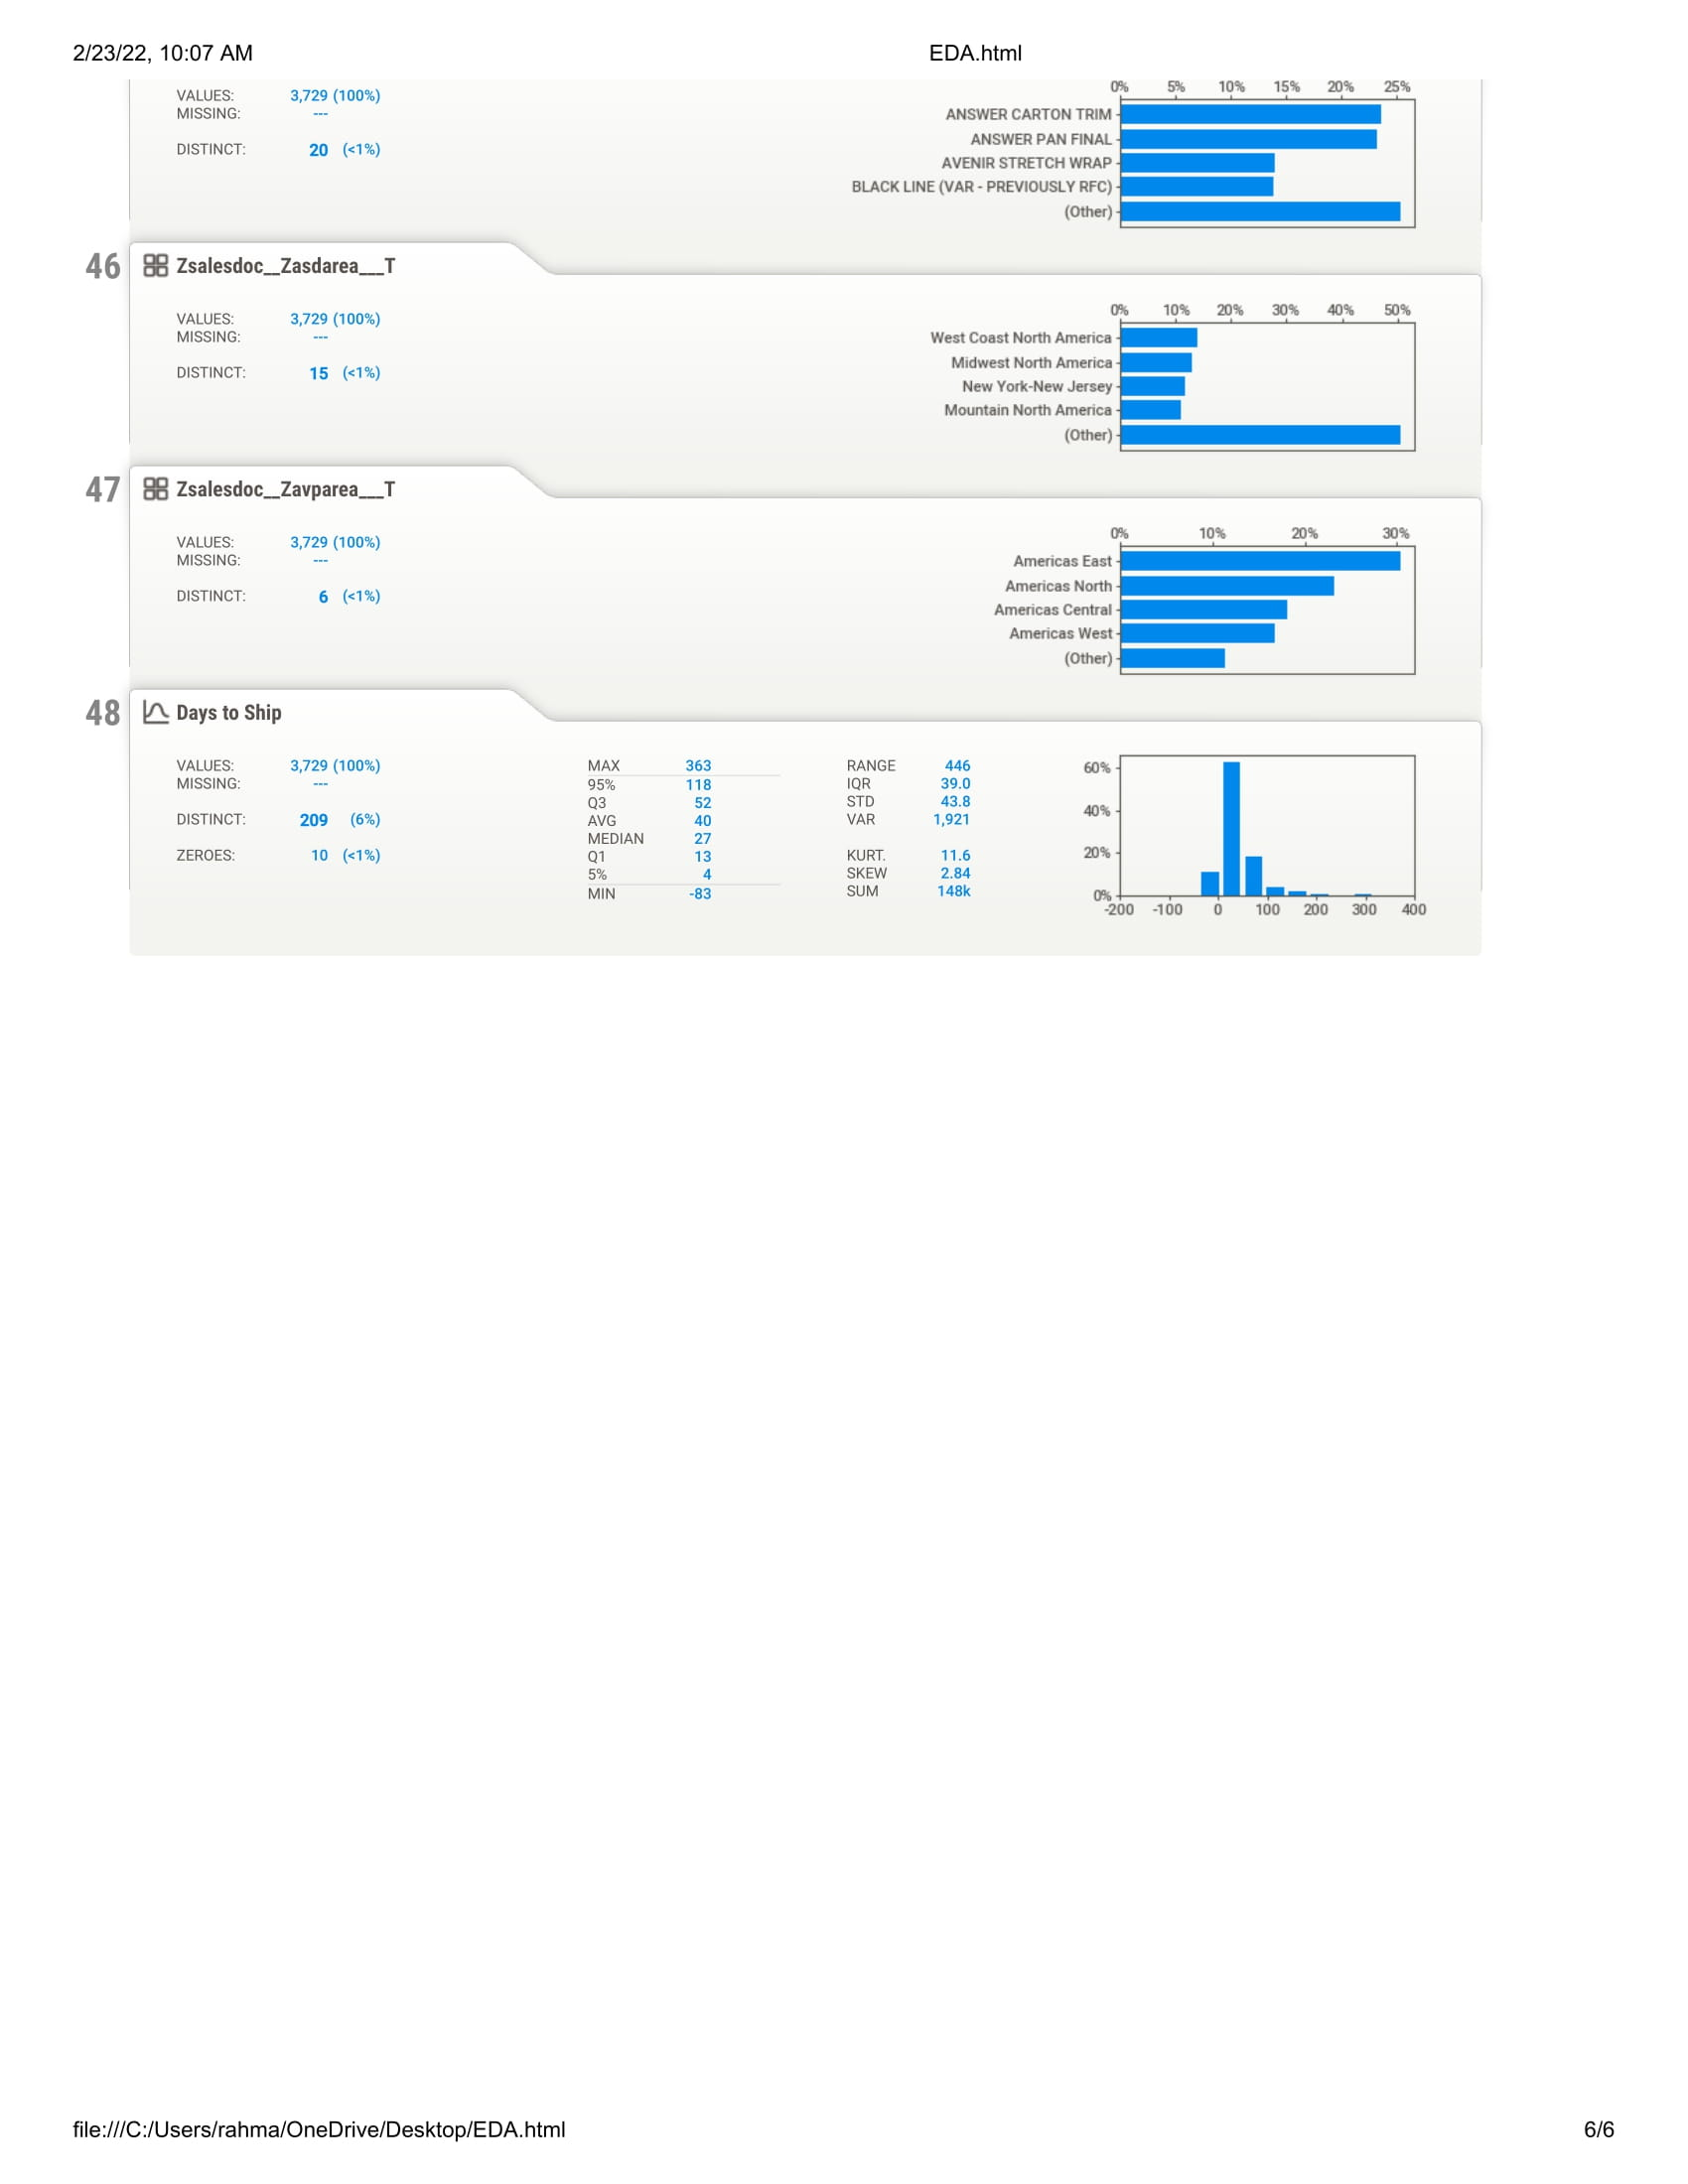 2/23/22, 10:07 AM EDA.html
VALUES: 3,729 (100%)
MISSING: ---
DISTINCT: 20 (<1%)
0% 5% 10% 15% 20% 25%
ANSWER CARTON TRIM
ANSWER PAN FINAL
AVENIR STRETCH WRAP
BLACK LINE (VAR - PREVIOUSLY RFC)
(Other)
46 Zsalesdoc__Zasdarea___T
VALUES: 3,729 (100%)
MISSING: ---
DISTINCT: 15 (<1%)
0% 10% 20% 30% 40% 50%
West Coast North America
Midwest North America
New York-New Jersey
Mountain North America
(Other)
47 Zsalesdoc__Zavparea___T
VALUES: 3,729 (100%)
MISSING: ---
DISTINCT: 6 (<1%)
0% 10% 20% 30%
Americas East
Americas North
Americas Central
Americas West
(Other)
48 Days to Ship
VALUES: 3,729 (100%)
MISSING: ---
DISTINCT: 209 (6%)
ZEROES: 10 (<1%)
MAX 363
95% 118
Q3 52
AVG 40
MEDIAN 27
Q1 13
5% 4
MIN -83
RANGE 446
IQR 39.0
STD 43.8
VAR 1,921
KURT. 11.6
SKEW 2.84
SUM 148k
60%
40%
20%
0%
-200 -100 0 100 200 300 400
file:///C:/Users/rahma/OneDrive/Desktop/EDA.html 6/6